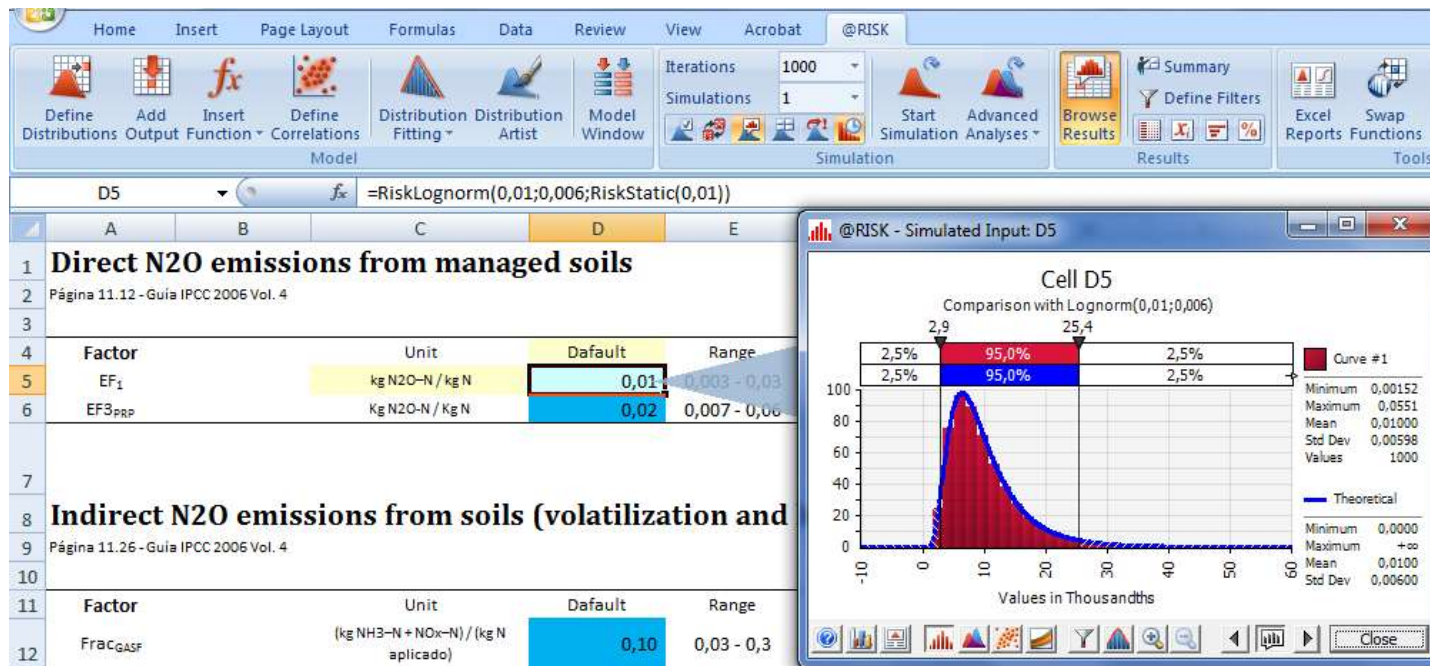 Home Insert Page Layout Formulas Data Review View Acrobat @RISK
Define Distributions
Add Output
Insert Function
Define Correlations
Distribution Fitting
Distribution Artist
Model Window
Model
Iterations 1000
Simulations 1
Start Simulation
Advanced Analyses
Simulation
Browse Results
Summary
Define Filters
Results
Excel Reports
Swap Functions
Tools
D5 fx =RiskLognorm(0,01;0,006;RiskStatic(0,01))
A B C D E
1 Direct N2O emissions from managed soils
2 Página 11.12 - Guía IPCC 2006 Vol. 4
3
4 Factor Unit Dafault Range
5 EF1 kg N2O–N / kg N 0,01 0,003 - 0,03
6 EF3PRP Kg N2O-N / Kg N 0,02 0,007 - 0,06
7
8 Indirect N2O emissions from soils (volatilization and
9 Página 11.26 - Guía IPCC 2006 Vol. 4
10
11 Factor Unit Dafault Range
12 FracGASF (kg NH3–N + NOx–N) / (kg N aplicado) 0,10 0,03 - 0,3
@RISK - Simulated Input: D5
Cell D5
Comparison with Lognorm(0,01;0,006)
2,9 25,4
2,5% 95,0% 2,5%
2,5% 95,0% 2,5%
100
80
60
40
20
0
-10 0 10 20 30 40 50 60
Values in Thousandths
Curve #1
Minimum 0,00152
Maximum 0,0551
Mean 0,01000
Std Dev 0,00598
Values 1000
Theoretical
Minimum 0,0000
Maximum +∞
Mean 0,0100
Std Dev 0,00600
Close